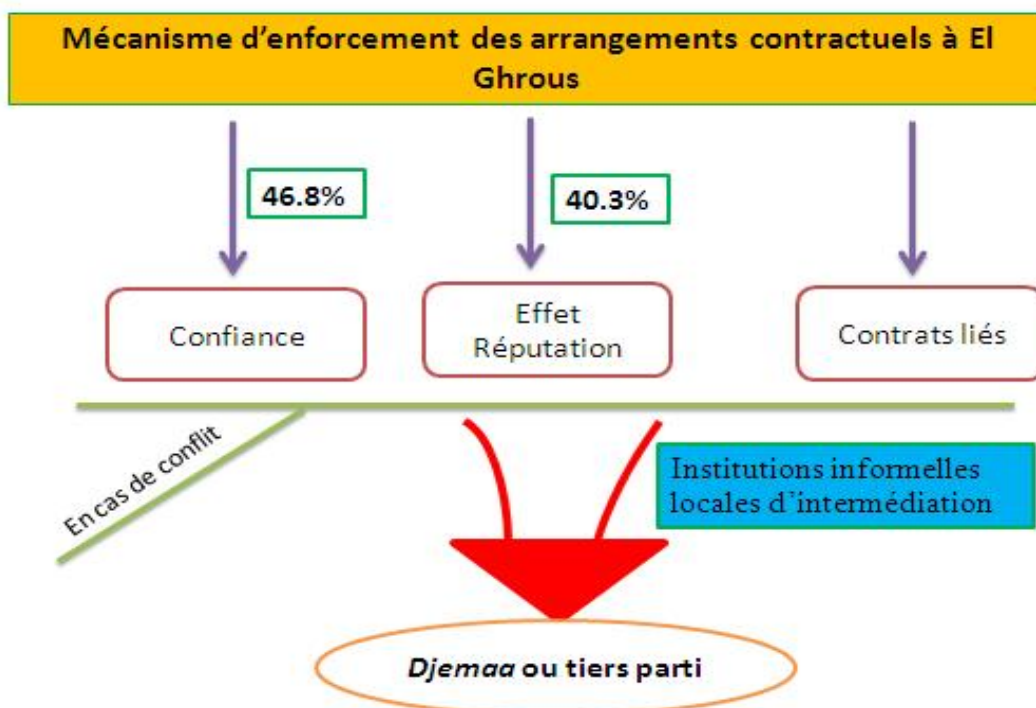 Mécanisme d'enforcement des arrangements contractuels à El
Ghrous
46.8%
40.3%
Confiance
Effet
Réputation
Contrats liés
En cas de conflit
Institutions informelles
locales d'intermédiation
Djemaa ou tiers parti